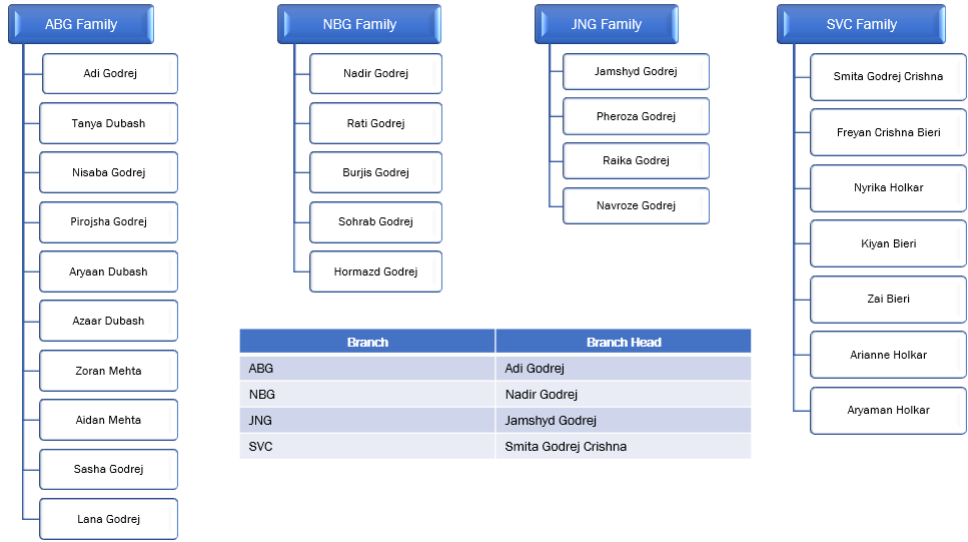 ABG Family
Adi Godrej
Tanya Dubash
Nisaba Godrej
Pirojsha Godrej
Aryaan Dubash
Azaar Dubash
Zoran Mehta
Aidan Mehta
Sasha Godrej
Lana Godrej
NBG Family
Nadir Godrej
Rati Godrej
Burjis Godrej
Sohrab Godrej
Hormazd Godrej
JNG Family
Jamshyd Godrej
Pheroza Godrej
Raika Godrej
Navroze Godrej
SVC Family
Smita Godrej Crishna
Freyan Crishna Bieri
Nyrika Holkar
Kiyan Bieri
Zai Bieri
Arianne Holkar
Aryaman Holkar
Branch Branch Head
ABG Adi Godrej
NBG Nadir Godrej
JNG Jamshyd Godrej
SVC Smita Godrej Crishna